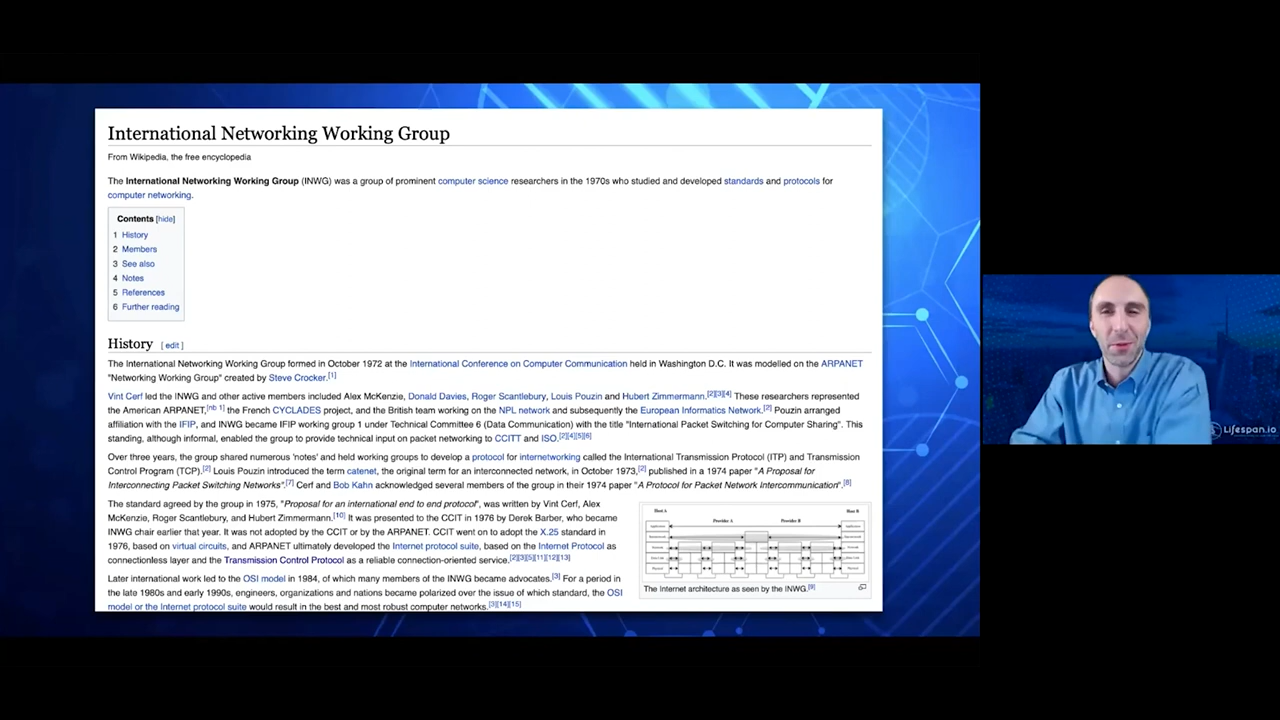 International Networking Working Group
From Wikipedia, the free encyclopedia
The International Networking Working Group (INWG) was a group of prominent computer science researchers in the 1970s who studied and developed standards and protocols for
computer networking.
Contents [hide]
1 History
2 Members
3 See also
4 Notes
5 References
6 Further reading
History [ edit ]
The International Networking Working Group formed in October 1972 at the International Conference on Computer Communication held in Washington D.C. It was modelled on the ARPANET
"Networking Working Group" created by Steve Crocker.[1]
Vint Cerf led the INWG and other active members included Alex McKenzie, Donald Davies, Roger Scantlebury, Louis Pouzin and Hubert Zimmermann.[2][3][4] These researchers represented
the American ARPANET,[nb 1] the French CYCLADES project, and the British team working on the NPL network and subsequently the European Informatics Network.[2] Pouzin arranged
affiliation with the IFIP, and INWG became IFIP working group 1 under Technical Committee 6 (Data Communication) with the title "International Packet Switching for Computer Sharing". This
standing, although informal, enabled the group to provide technical input on packet networking to CCITT and ISO.[2][4][5][6]
Over three years, the group shared numerous 'notes' and held working groups to develop a protocol for internetworking called the International Transmission Protocol (ITP) and Transmission
Control Program (TCP).[2] Louis Pouzin introduced the term catenet, the original term for an interconnected network, in October 1973,[2] published in a 1974 paper "A Proposal for
Interconnecting Packet Switching Networks".[7] Cerf and Bob Kahn acknowledged several members of the group in their 1974 paper "A Protocol for Packet Network Intercommunication".[8]
The standard agreed by the group in 1975, "Proposal for an international end to end protocol", was written by Vint Cerf, Alex
McKenzie, Roger Scantlebury, and Hubert Zimmermann.[10] It was presented to the CCIT in 1976 by Derek Barber, who became
INWG chair earlier that year. It was not adopted by the CCIT or by the ARPANET. CCIT went on to adopt the X.25 standard in
1976, based on virtual circuits, and ARPANET ultimately developed the Internet protocol suite, based on the Internet Protocol as
connectionless layer and the Transmission Control Protocol as a reliable connection-oriented service.[2][3][5][11][12][13]
Later international work led to the OSI model in 1984, of which many members of the INWG became advocates.[3] For a period in
the late 1980s and early 1990s, engineers, organizations and nations became polarized over the issue of which standard, the OSI
model or the Internet protocol suite would result in the best and most robust computer networks.[3][14][15]
Host A
Host B
Provider A
Provider B
The Internet architecture as seen by the INWG.[9]
Lifespan.io